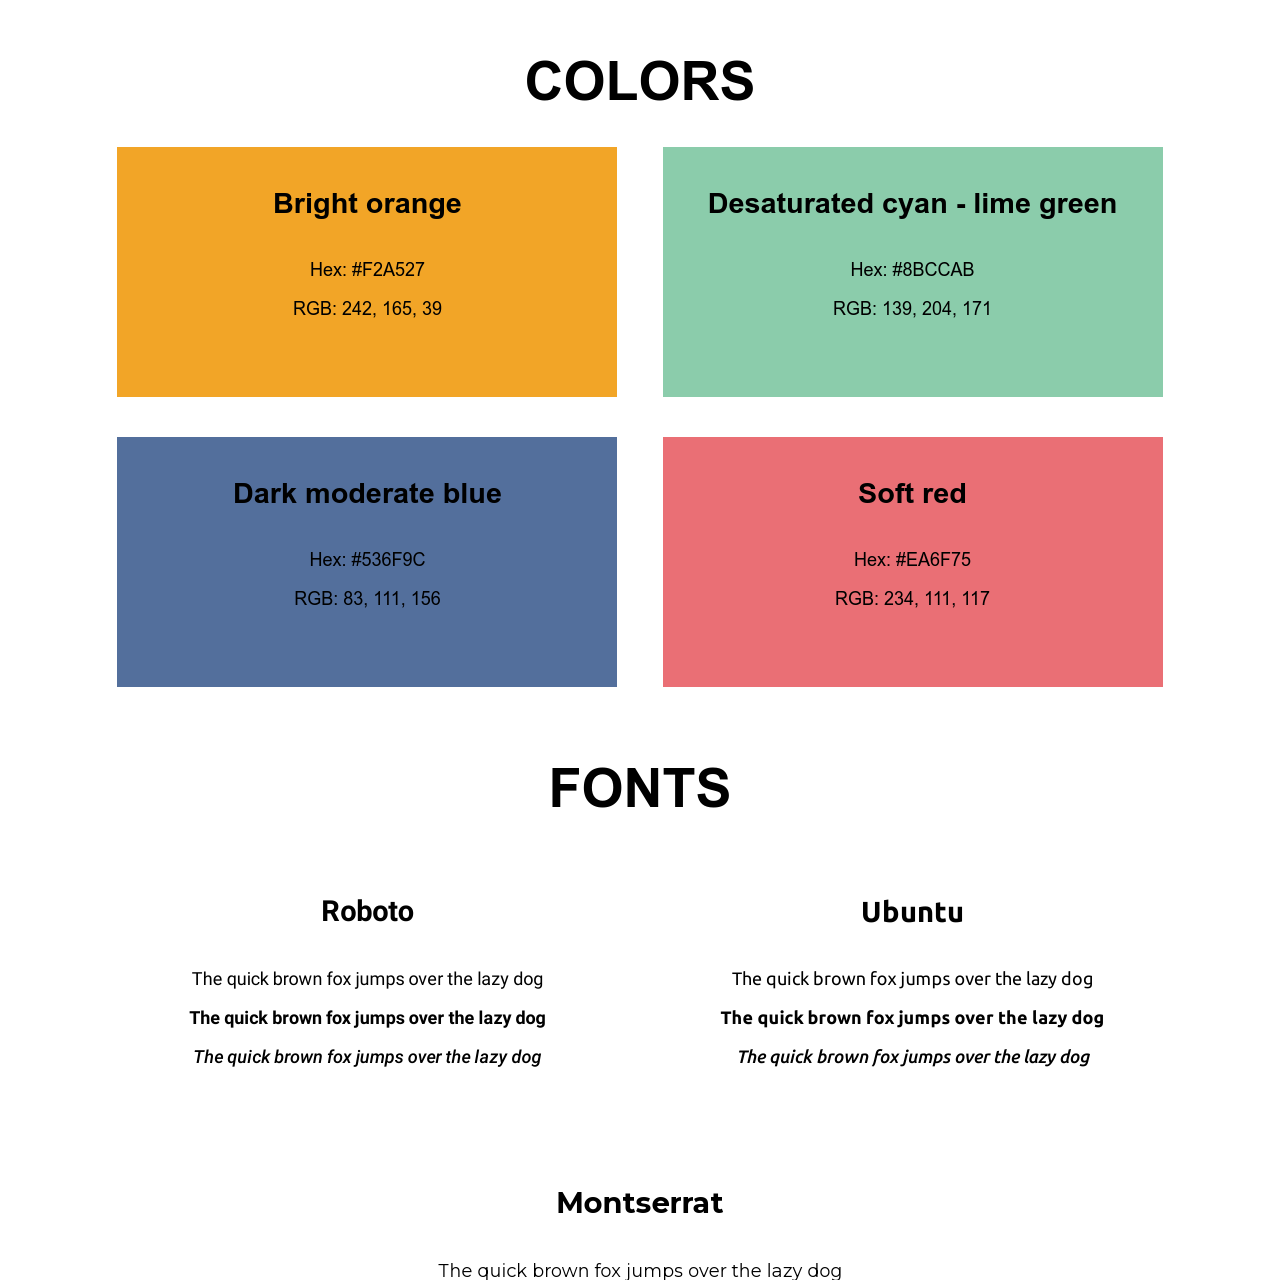 COLORS
Bright orange
Hex: #F2A527
RGB: 242, 165, 39
Desaturated cyan - lime green
Hex: #8BCCAB
RGB: 139, 204, 171
Dark moderate blue
Hex: #536F9C
RGB: 83, 111, 156
Soft red
Hex: #EA6F75
RGB: 234, 111, 117
FONTS
Roboto
The quick brown fox jumps over the lazy dog
The quick brown fox jumps over the lazy dog
The quick brown fox jumps over the lazy dog
Ubuntu
The quick brown fox jumps over the lazy dog
The quick brown fox jumps over the lazy dog
The quick brown fox jumps over the lazy dog
Montserrat
The quick brown fox jumps over the lazy dog